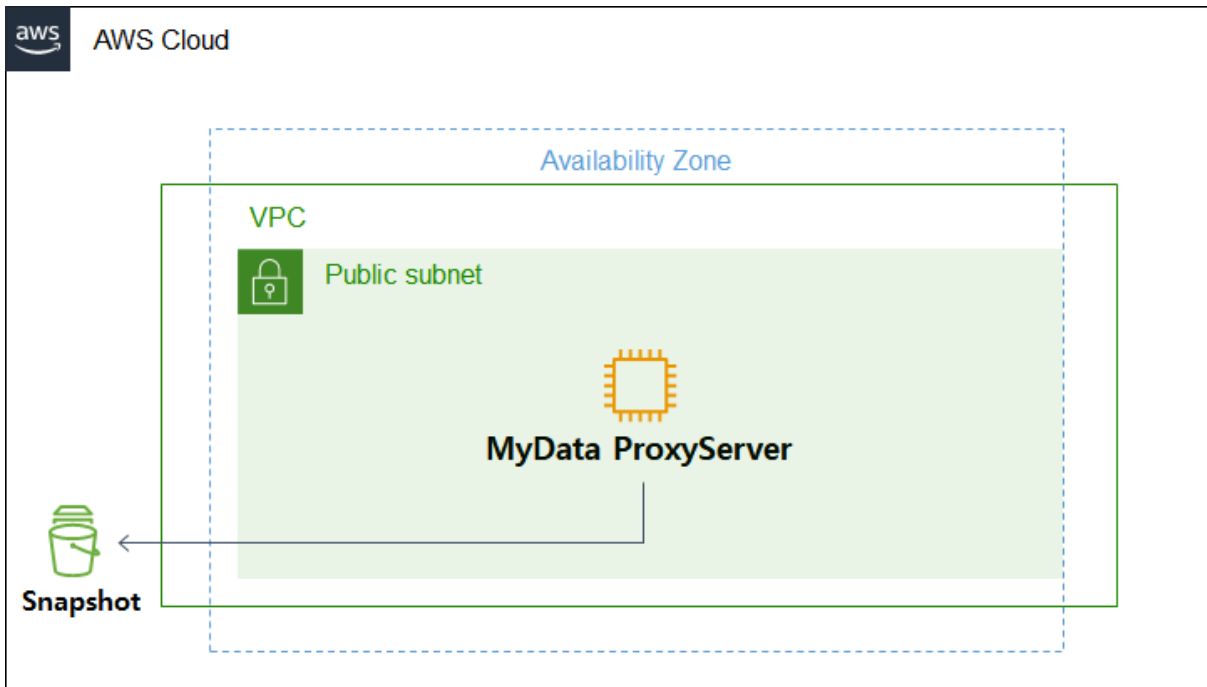 aws
AWS Cloud
Availability Zone
VPC
Public subnet
MyData ProxyServer
Snapshot